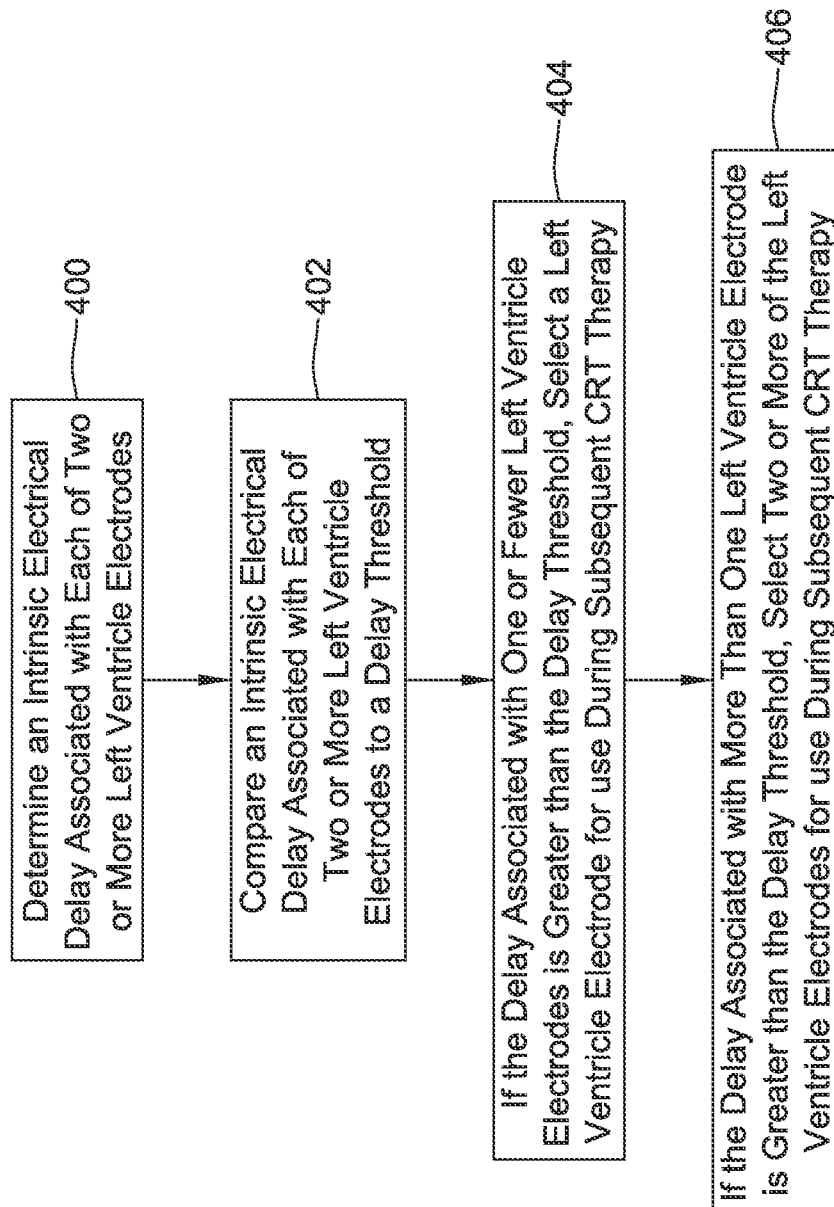 Determine an Intrinsic Electrical
Delay Associated with Each of Two
or More Left Ventricle Electrodes
400
Compare an Intrinsic Electrical
Delay Associated with Each of
Two or More Left Ventricle
Electrodes to a Delay Threshold
402
If the Delay Associated with One or Fewer Left Ventricle
Electrodes is Greater than the Delay Threshold, Select a Left
Ventricle Electrode for use During Subsequent CRT Therapy
404
If the Delay Associated with More Than One Left Ventricle Electrode
is Greater than the Delay Threshold, Select Two or More of the Left
Ventricle Electrodes for use During Subsequent CRT Therapy
406